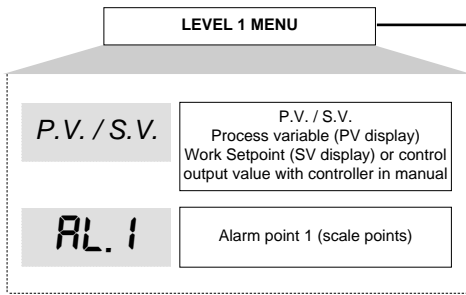 LEVEL 1 MENU
P.V. / S.V.
P.V. / S.V.
Process variable (PV display)
Work Setpoint (SV display) or control
output value with controller in manual
AL. 1
Alarm point 1 (scale points)